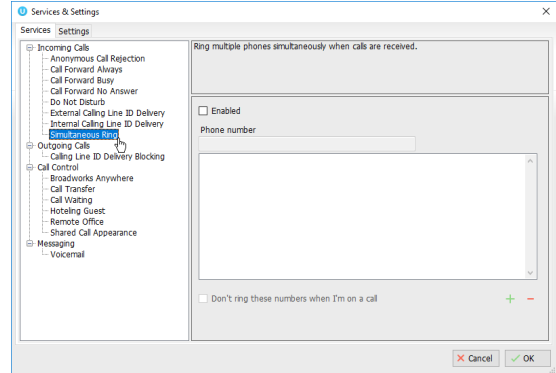 Services & Settings
Services Settings
Incoming Calls
Anonymous Call Rejection
Call Forward Always
Call Forward Busy
Call Forward No Answer
Do Not Disturb
External Calling Line ID Delivery
Internal Calling Line ID Delivery
Simultaneous Ring
Outgoing Calls
Calling Line ID Delivery Blocking
Call Control
Broadworks Anywhere
Call Transfer
Call Waiting
Hoteling Guest
Remote Office
Shared Call Appearance
Messaging
Voicemail
Ring multiple phones simultaneously when calls are received.
Enabled
Phone number
Don't ring these numbers when I'm on a call
Cancel OK